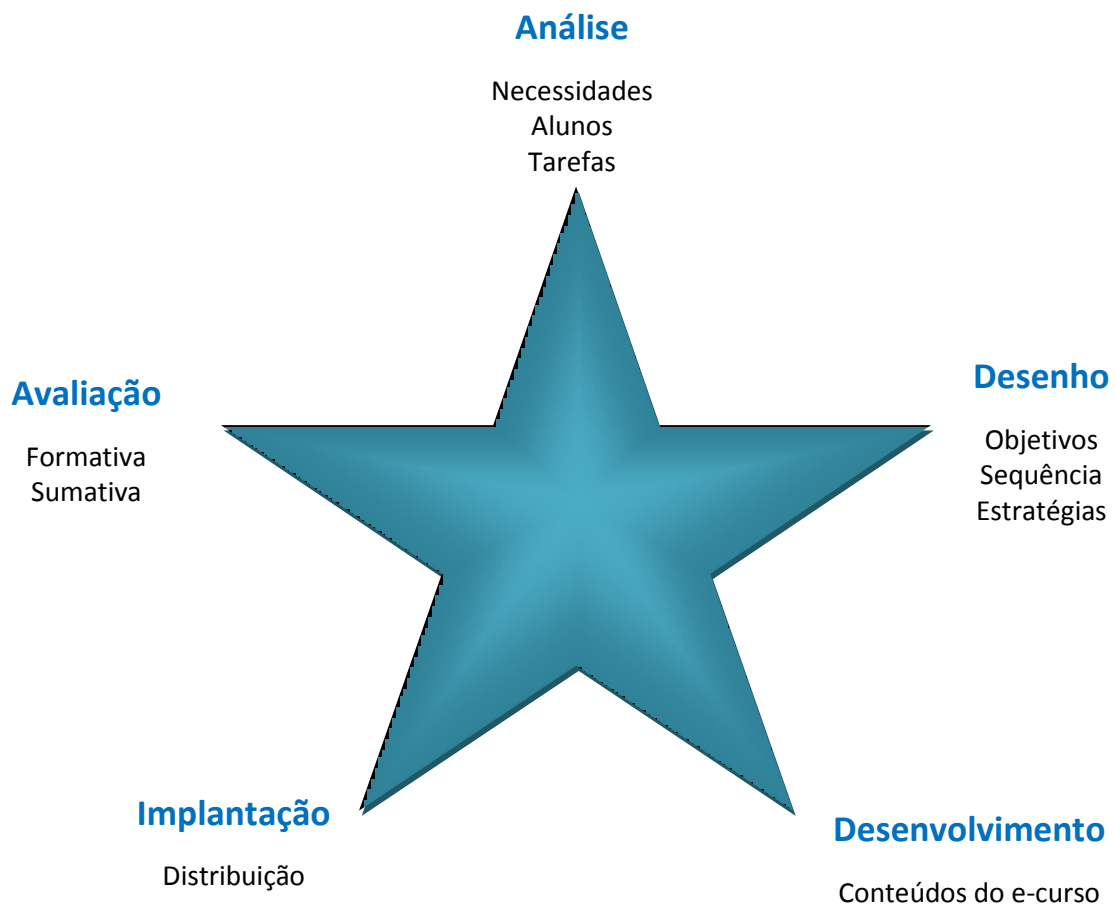 Análise
Necessidades
Alunos
Tarefas
Avaliação
Formativa
Sumativa
Desenho
Objetivos
Sequência
Estratégias
Implantação
Distribuição
Desenvolvimento
Conteúdos do e-curso